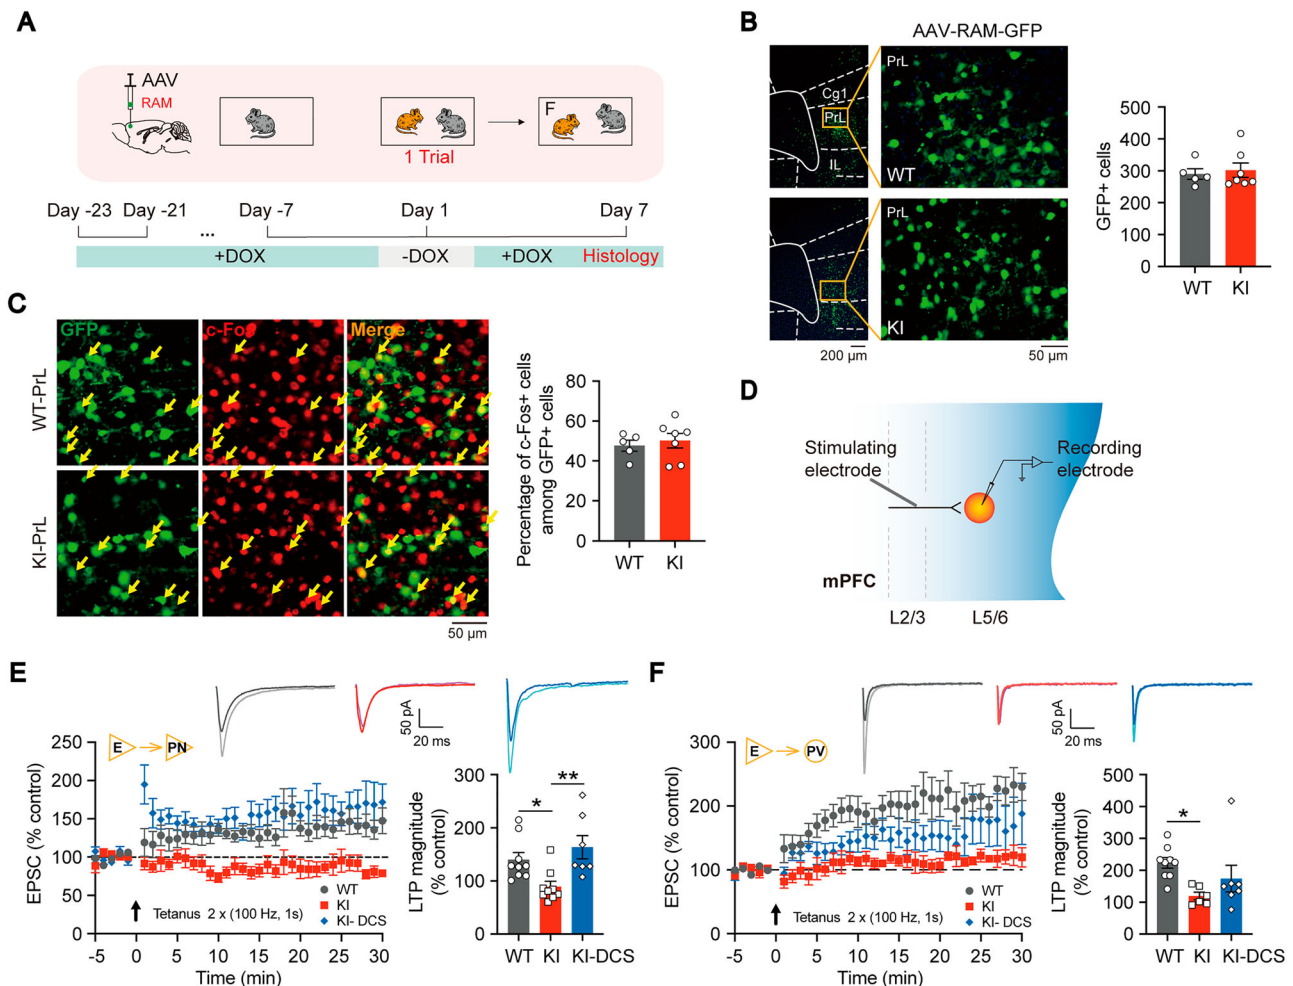 A
AAV
RAM
F
1 Trial
Day -23
Day -21
...
Day -7
Day 1
Day 7
+DOX
-DOX
+DOX
Histology
B
AAV-RAM-GFP
Cg1
PrL
IL
PrL
WT
PrL
KI
200 µm
50 µm
GFP+ cells
500
400
300
200
100
0
WT
KI
C
GFP
c-Fos
Merge
WT-PrL
KI-PrL
50 µm
Percentage of c-Fos+ cells
among GFP+ cells
80
60
40
20
0
WT
KI
D
Stimulating
electrode
Recording
electrode
mPFC
L2/3
L5/6
E
50 pA
20 ms
E
PN
EPSC (% control)
250
200
150
100
50
0
WT
KI
KI- DCS
Tetanus 2 x (100 Hz, 1s)
-5
0
5
10
15
20
25
30
Time (min)
LTP magnitude
(% control)
300
200
100
0
*
**
WT
KI
KI-DCS
F
50 pA
20 ms
E
PV
EPSC (% control)
300
200
100
0
WT
KI
KI- DCS
Tetanus 2 x (100 Hz, 1s)
-5
0
5
10
15
20
25
30
Time (min)
LTP magnitude
(% control)
500
400
300
200
100
0
*
WT
KI
KI-DCS